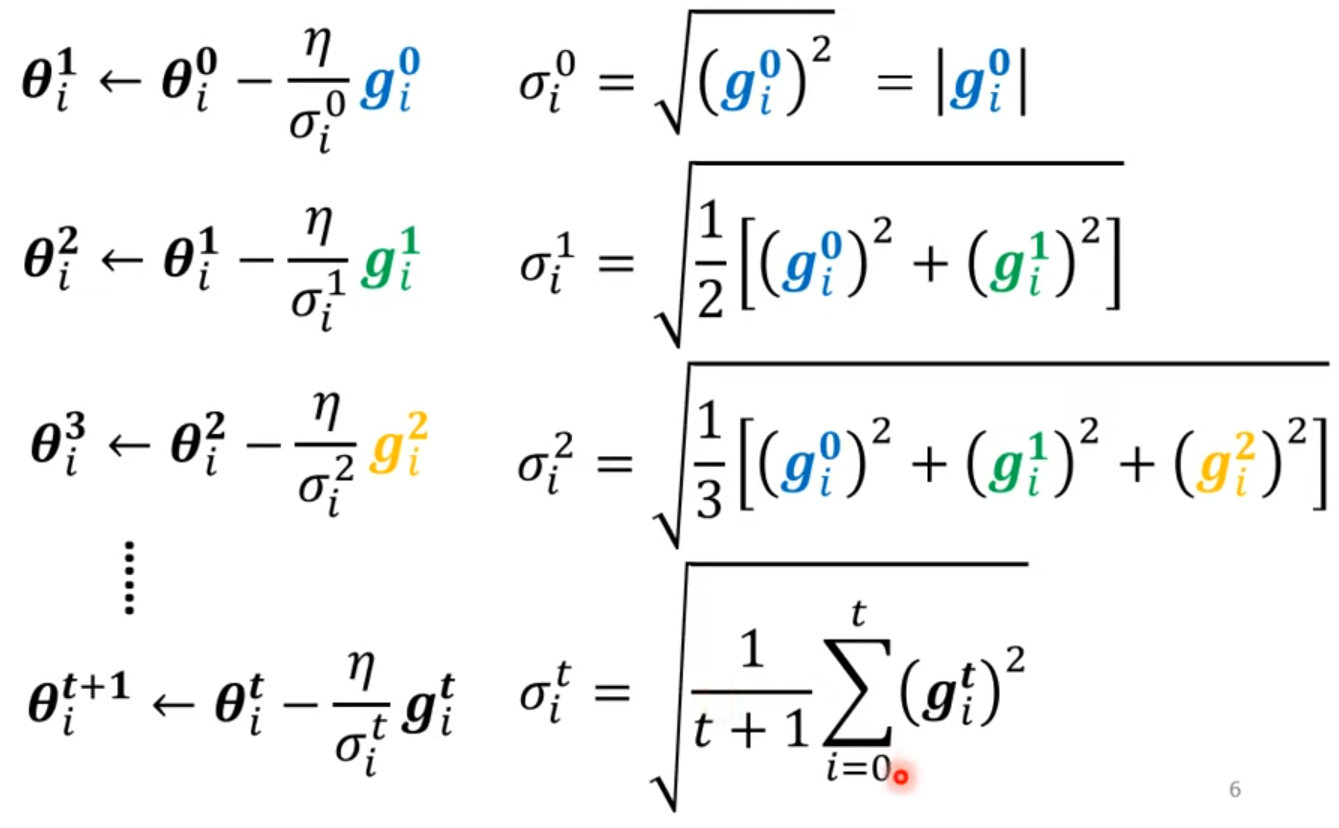 θ_i^1 ← θ_i^0 − η/σ_i^0 g_i^0    σ_i^0 = √((g_i^0)^2) = |g_i^0|
θ_i^2 ← θ_i^1 − η/σ_i^1 g_i^1    σ_i^1 = √(1/2[(g_i^0)^2 + (g_i^1)^2])
θ_i^3 ← θ_i^2 − η/σ_i^2 g_i^2    σ_i^2 = √(1/3[(g_i^0)^2 + (g_i^1)^2 + (g_i^2)^2])
⋮
θ_i^{t+1} ← θ_i^t − η/σ_i^t g_i^t    σ_i^t = √(1/(t+1) ∑_{i=0}^{t} (g_i^t)^2)
6